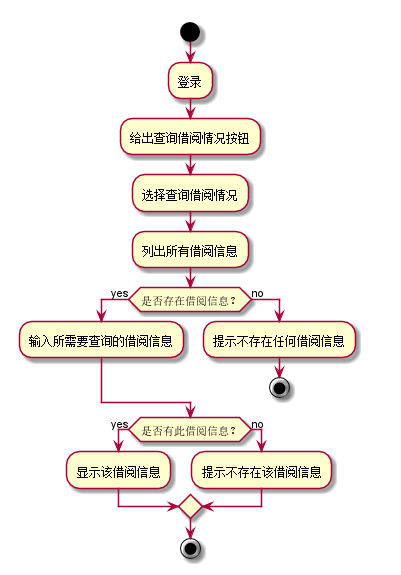 登录
给出查询借阅情况按钮
选择查询借阅情况
列出所有借阅信息
yes
是否存在借阅信息？
no
输入所需要查询的借阅信息
提示不存在任何借阅信息
yes
是否有此借阅信息？
no
显示该借阅信息
提示不存在该借阅信息